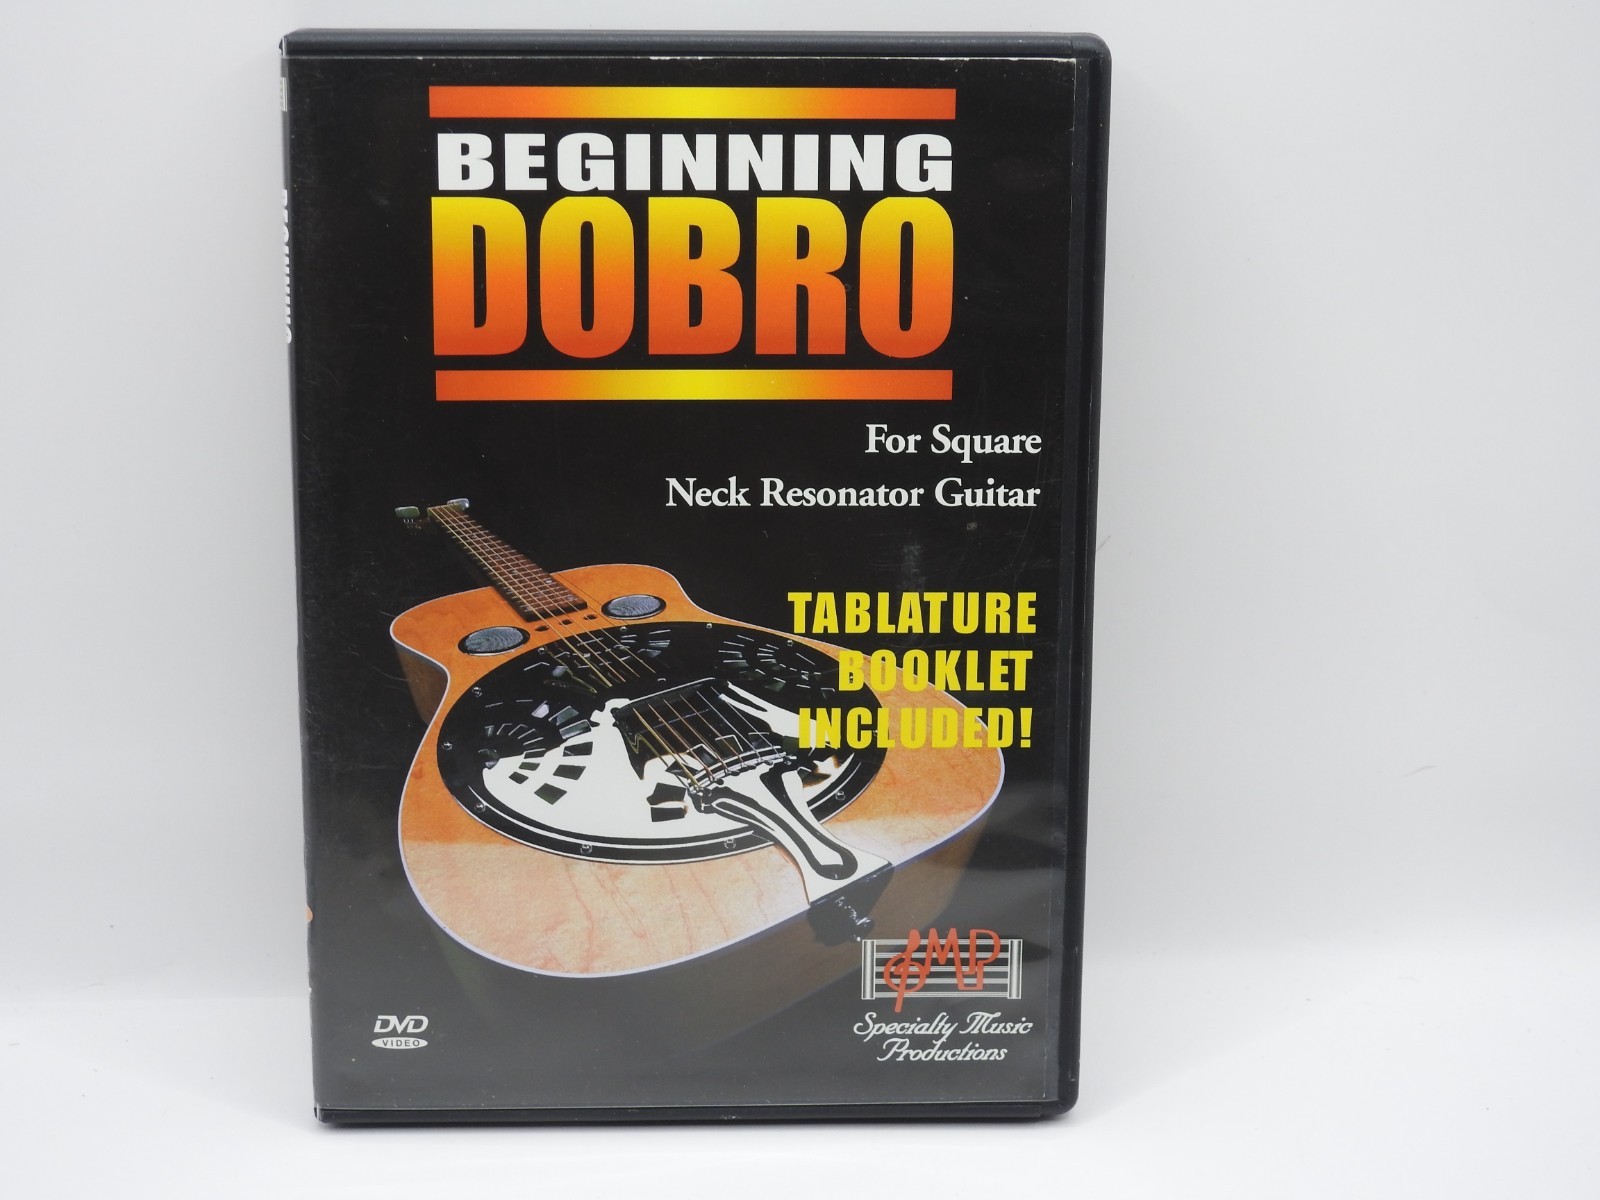 BEGINNING
DOBRO
For Square
Neck Resonator Guitar
TABLATURE
BOOKLET
INCLUDED!
SMP
Specialty Music
Productions
DVD
VIDEO